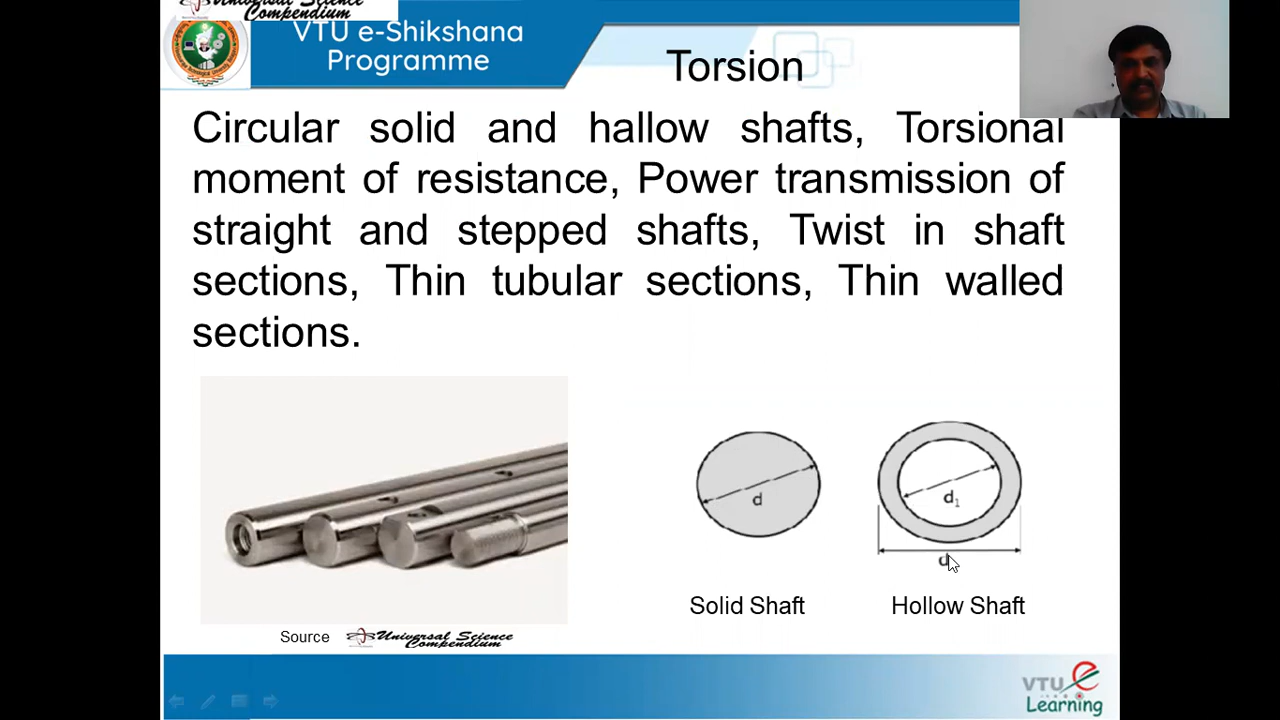 Universal Science
Compendium
VTU e-Shikshana
Programme
Torsion
Circular solid and hallow shafts, Torsional
moment of resistance, Power transmission of
straight and stepped shafts, Twist in shaft
sections, Thin tubular sections, Thin walled
sections.
d
d₁
d
Solid Shaft
Hollow Shaft
Source
Universal Science
Compendium
VTU e
Learning